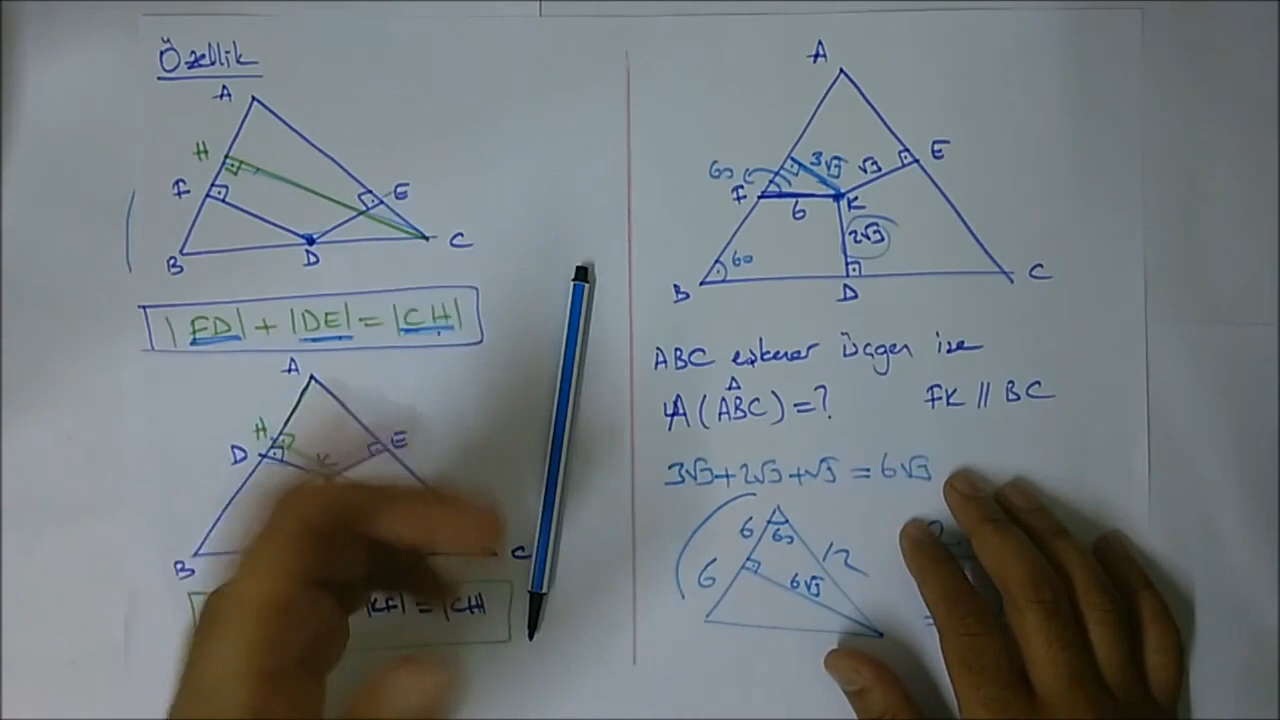 Özellik
A
H
F
E
B
D
C
|FD| + |DE| = |CH|
A
H
D
E
K
B
C
|KF| = |CH|
A
E
60
3√3
√3
F
6
K
2√3
B
60
D
C
ABC eşkenar üçgen ise
A(ABC) = ?
FK // BC
3√3 + 2√3 + √3 = 6√3
6
60
12
6
6√3
=